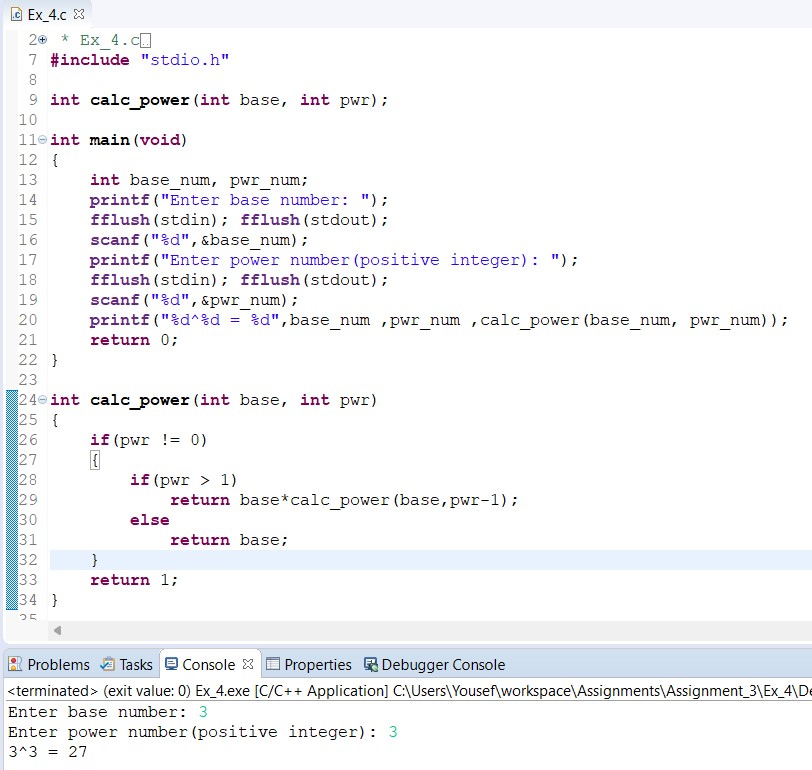 Ex_4.c
2 * Ex_4.c
7 #include "stdio.h"
8
9 int calc_power(int base, int pwr);
10
11 int main(void)
12 {
13     int base_num, pwr_num;
14     printf("Enter base number: ");
15     fflush(stdin); fflush(stdout);
16     scanf("%d",&base_num);
17     printf("Enter power number(positive integer): ");
18     fflush(stdin); fflush(stdout);
19     scanf("%d",&pwr_num);
20     printf("%d^%d = %d",base_num ,pwr_num ,calc_power(base_num, pwr_num));
21     return 0;
22 }
23
24 int calc_power(int base, int pwr)
25 {
26     if(pwr != 0)
27     {
28         if(pwr > 1)
29             return base*calc_power(base,pwr-1);
30         else
31             return base;
32     }
33     return 1;
34 }
35
Problems Tasks Console Properties Debugger Console
<terminated> (exit value: 0) Ex_4.exe [C/C++ Application] C:\Users\Yousef\workspace\Assignments\Assignment_3\Ex_4\De
Enter base number: 3
Enter power number(positive integer): 3
3^3 = 27